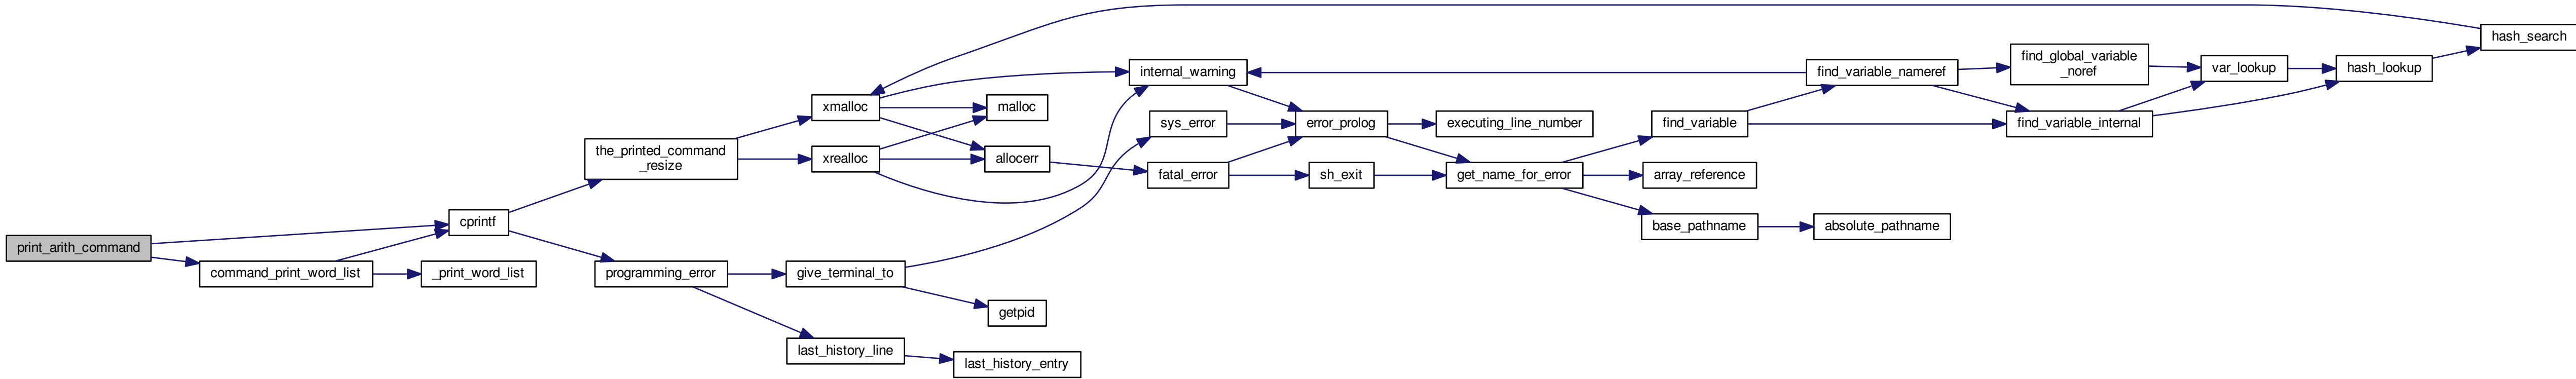 print_arith_command
cprintf
command_print_word_list
_print_word_list
the_printed_command
_resize
programming_error
xmalloc
xrealloc
give_terminal_to
last_history_line
malloc
allocerr
getpid
last_history_entry
internal_warning
sys_error
fatal_error
error_prolog
sh_exit
executing_line_number
get_name_for_error
find_variable
array_reference
base_pathname
find_variable_nameref
absolute_pathname
find_global_variable
_noref
find_variable_internal
var_lookup
hash_lookup
hash_search